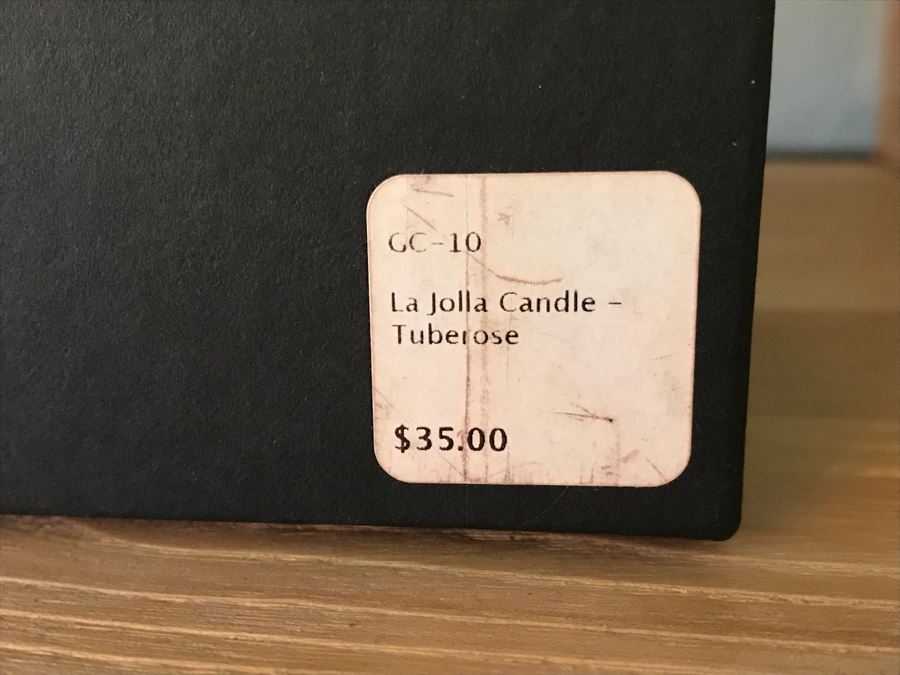 GC-10
La Jolla Candle -
Tuberose
$35.00